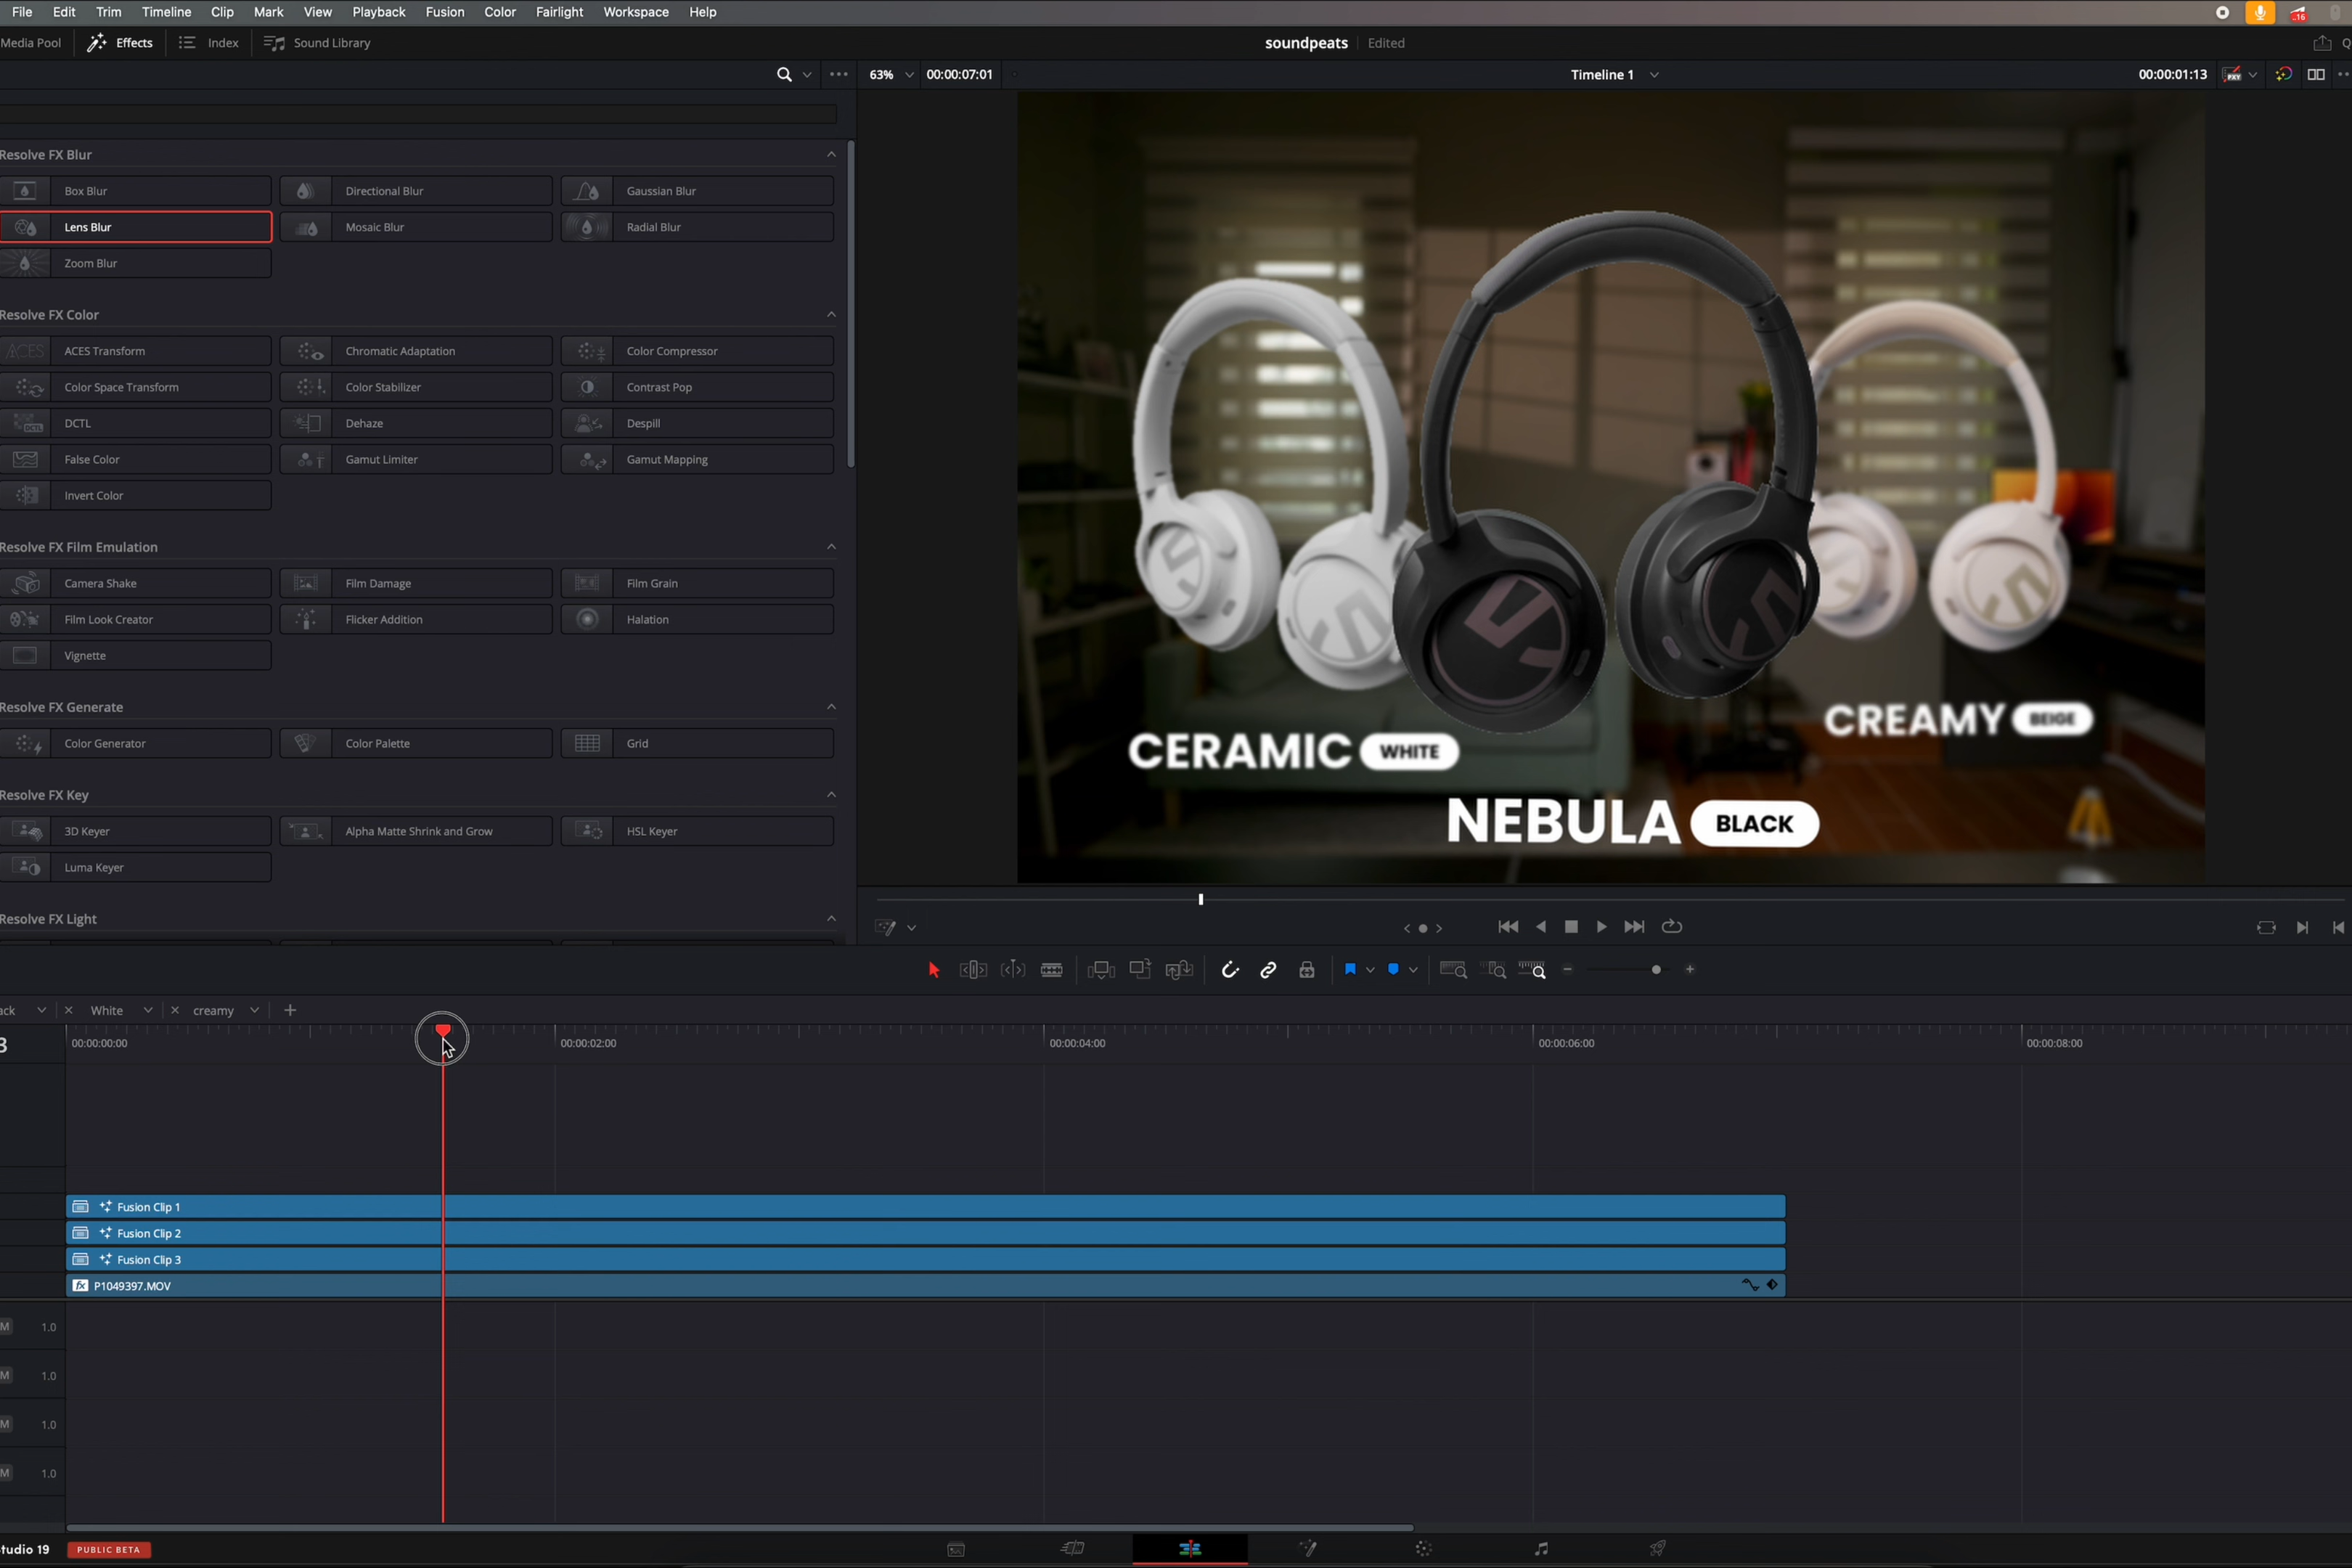 File Edit Trim Timeline Clip Mark View Playback Fusion Color Fairlight Workspace Help
Media Pool Effects Index Sound Library soundpeats Edited
63% 00:00:07:01 Timeline 1 00:00:01:13
Resolve FX Blur
Box Blur Directional Blur Gaussian Blur
Lens Blur Mosaic Blur Radial Blur
Zoom Blur
Resolve FX Color
ACES Transform Chromatic Adaptation Color Compressor
Color Space Transform Color Stabilizer Contrast Pop
DCTL Dehaze Despill
False Color Gamut Limiter Gamut Mapping
Invert Color
Resolve FX Film Emulation
Camera Shake Film Damage Film Grain
Film Look Creator Flicker Addition Halation
Vignette
Resolve FX Generate
Color Generator Color Palette Grid
Resolve FX Key
3D Keyer Alpha Matte Shrink and Grow HSL Keyer
Luma Keyer
Resolve FX Light
CREAMY BEIGE
CERAMIC WHITE
NEBULA BLACK
ack White creamy
3 00:00:00:00 00:00:02:00 00:00:04:00 00:00:06:00 00:00:08:00
Fusion Clip 1
Fusion Clip 2
Fusion Clip 3
fx P1049397.MOV
M 1.0
M 1.0
M 1.0
M 1.0
tudio 19 PUBLIC BETA